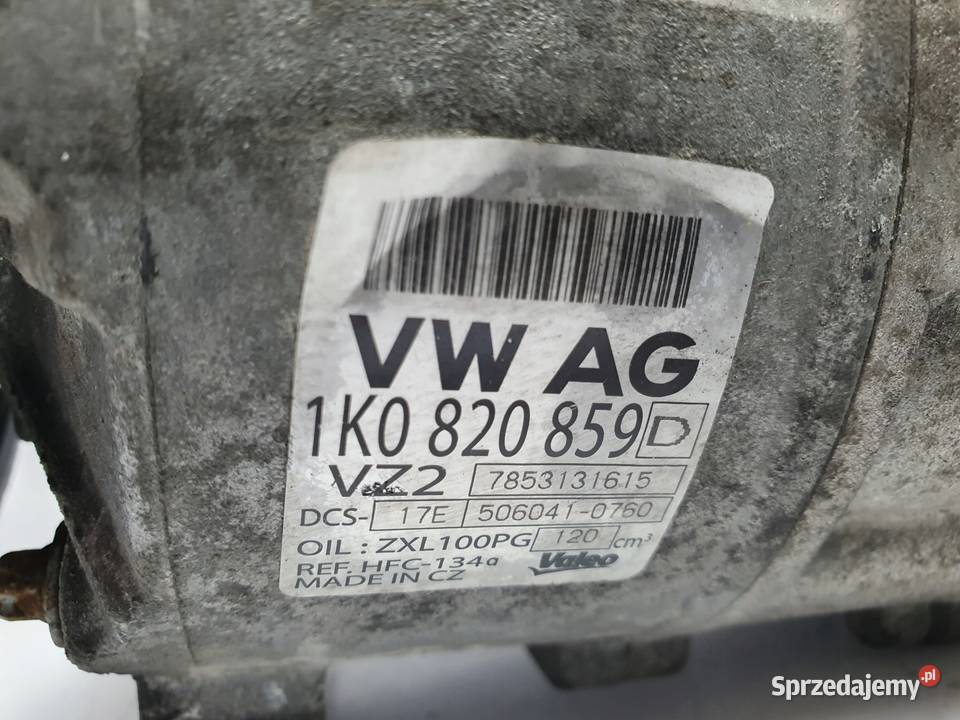 VW AG
1K0 820 859 D
VZ2 7853131615
DCS- 17E 506041-0760
OIL : ZXL100PG 120 cm³
REF. HFC-134a
MADE IN CZ Valeo
Sprzedajemy.pl